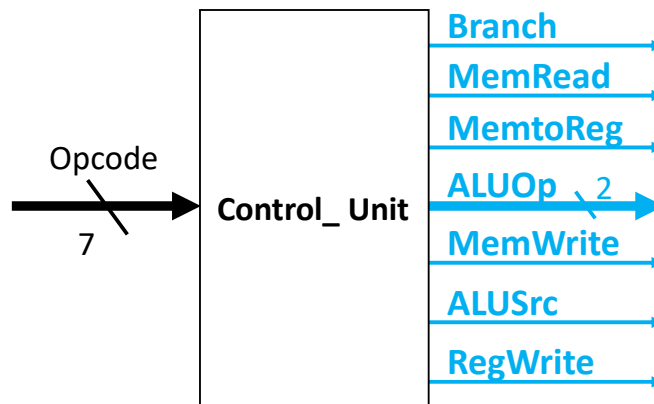 Branch
MemRead
MemtoReg
Opcode
ALUOp 2
Control_ Unit
7
MemWrite
ALUSrc
RegWrite